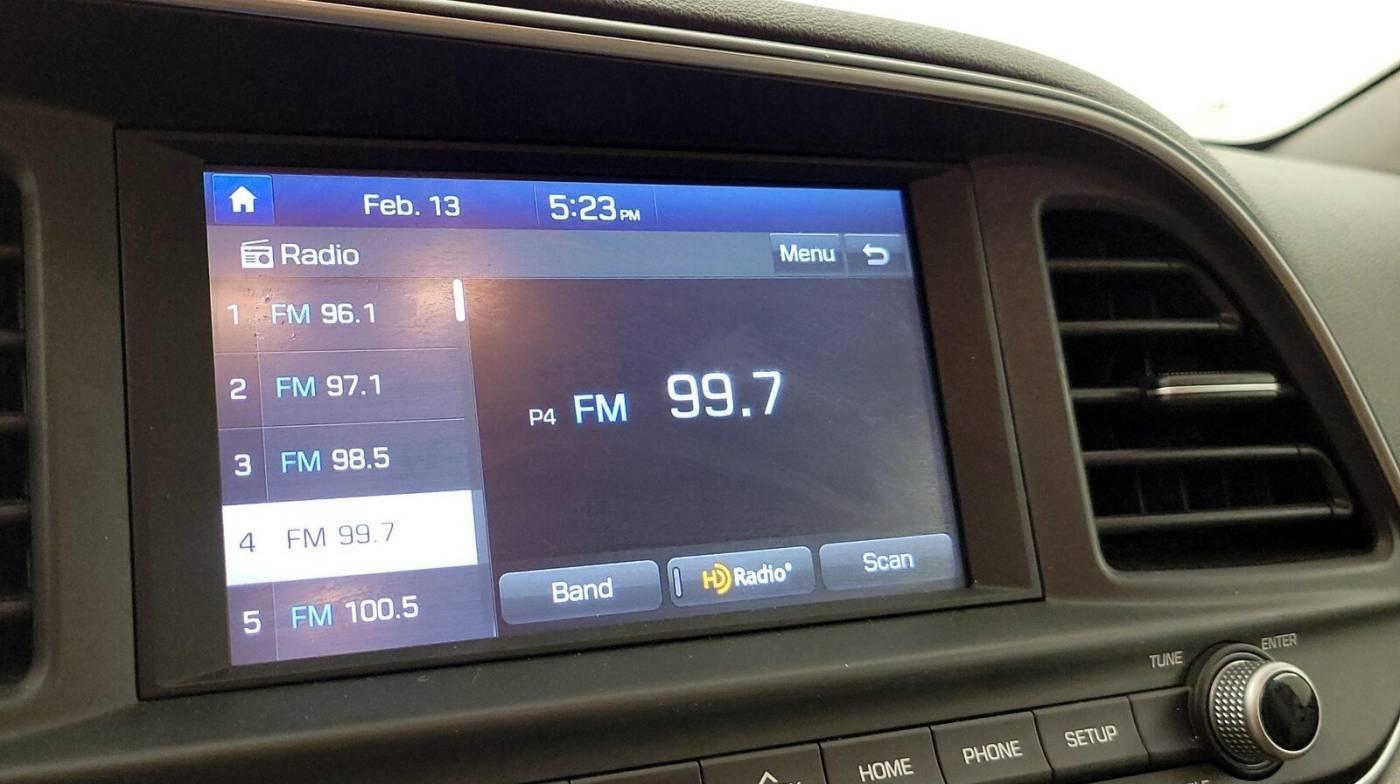 Feb. 13 5:23 PM
Radio Menu
1 FM 96.1
2 FM 97.1
3 FM 98.5
4 FM 99.7
5 FM 100.5
P4 FM 99.7
Band HD Radio® Scan
TUNE ENTER
HOME PHONE SETUP